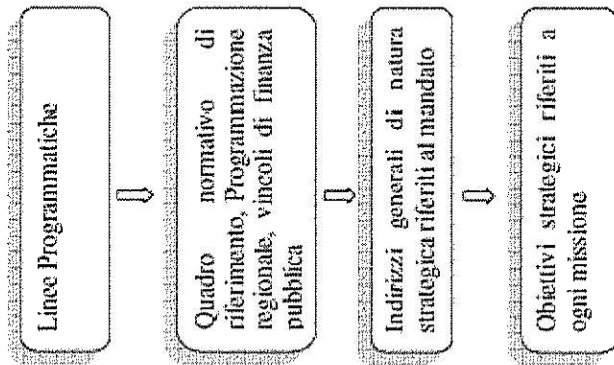 Linee Programmatiche
Quadro normativo di
riferimento, Programmazione
regionale, vincoli di finanza
pubblica
Indirizzi generali di natura
strategica riferiti al mandato
Obiettivi strategici riferiti a
ogni missione